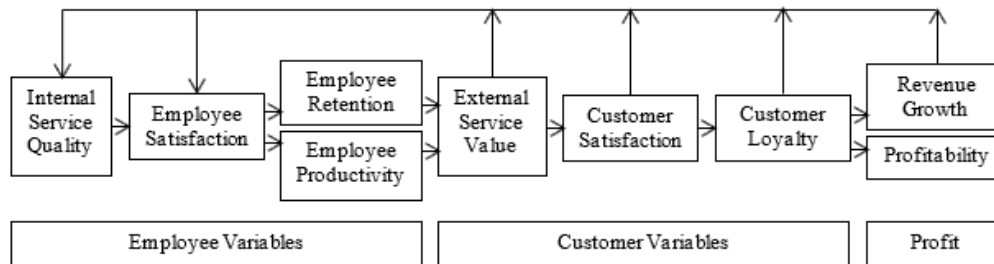 Internal
Service
Quality
Employee
Satisfaction
Employee
Retention
Employee
Productivity
External
Service
Value
Customer
Satisfaction
Customer
Loyalty
Revenue
Growth
Profitability
Employee Variables
Customer Variables
Profit